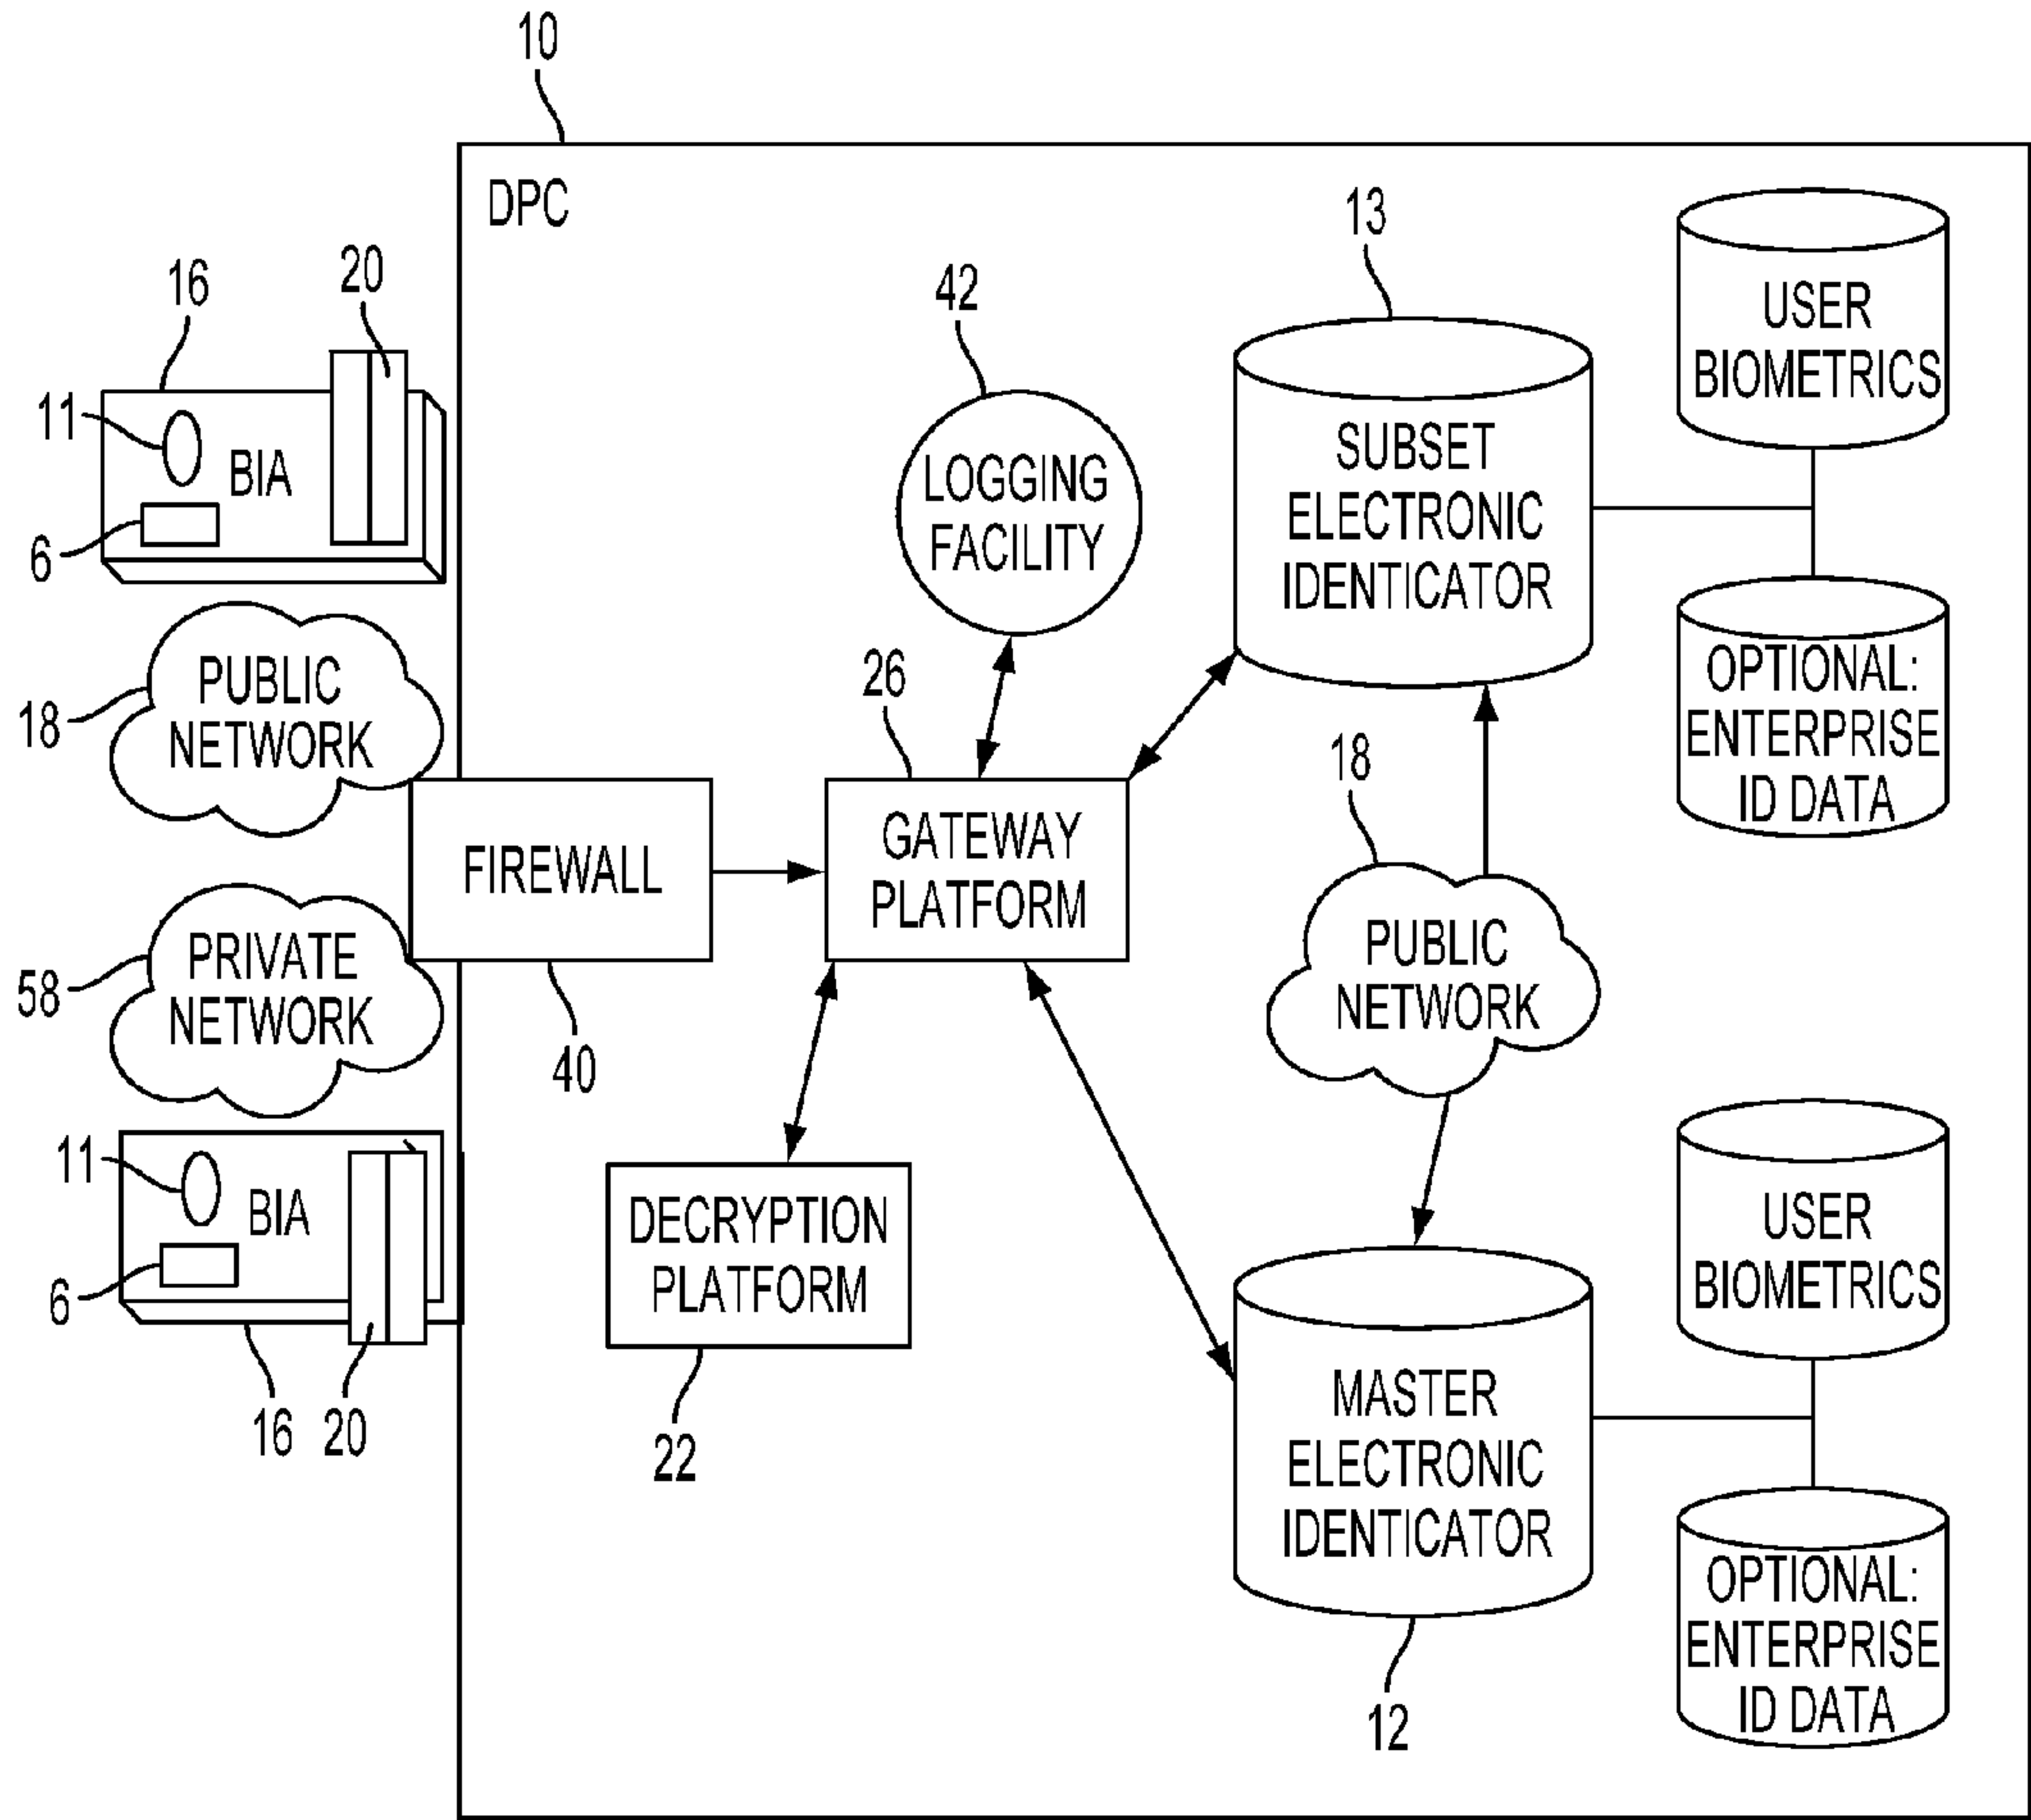 10
DPC
16
20
11
BIA
6
PUBLIC
NETWORK
18
PRIVATE
NETWORK
58
11
BIA
6
16
20
FIREWALL
40
42
LOGGING
FACILITY
26
GATEWAY
PLATFORM
DECRYPTION
PLATFORM
22
13
SUBSET
ELECTRONIC
IDENTICATOR
18
PUBLIC
NETWORK
MASTER
ELECTRONIC
IDENTICATOR
12
USER
BIOMETRICS
OPTIONAL:
ENTERPRISE
ID DATA
USER
BIOMETRICS
OPTIONAL:
ENTERPRISE
ID DATA